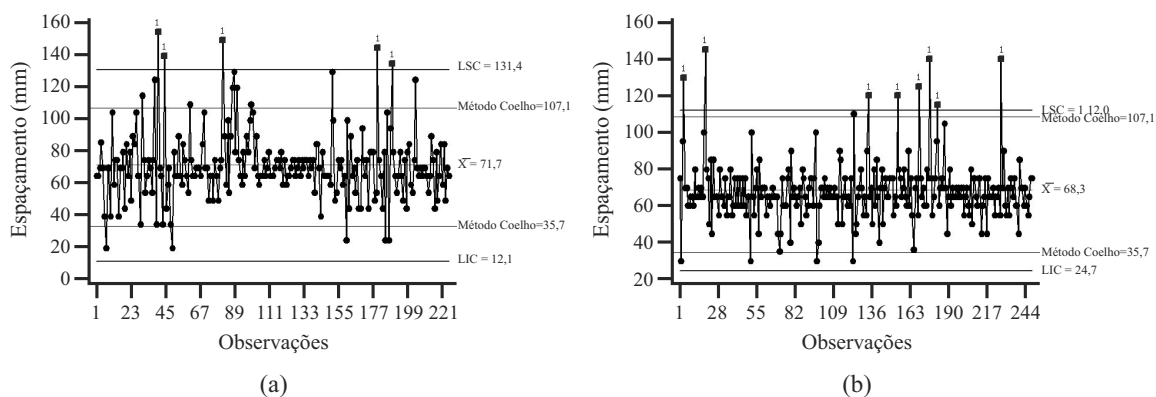 (a)
Espaçamento (mm)
160
140
120
100
80
60
40
20
0
1
1
1
1
1
LSC = 131,4
Método Coelho=107,1
X = 71,7
Método Coelho=35,7
LIC = 12,1
1 23 45 67 89 111 133 155 177 199 221
Observações
(a)
(b)
Espaçamento (mm)
160
140
120
100
80
60
40
20
1
1
1
1
1
1
1
1
LSC = 1 12,0
Método Coelho=107,1
X = 68,3
Método Coelho=35,7
LIC = 24,7
1 28 55 82 109 136 163 190 217 244
Observações
(b)